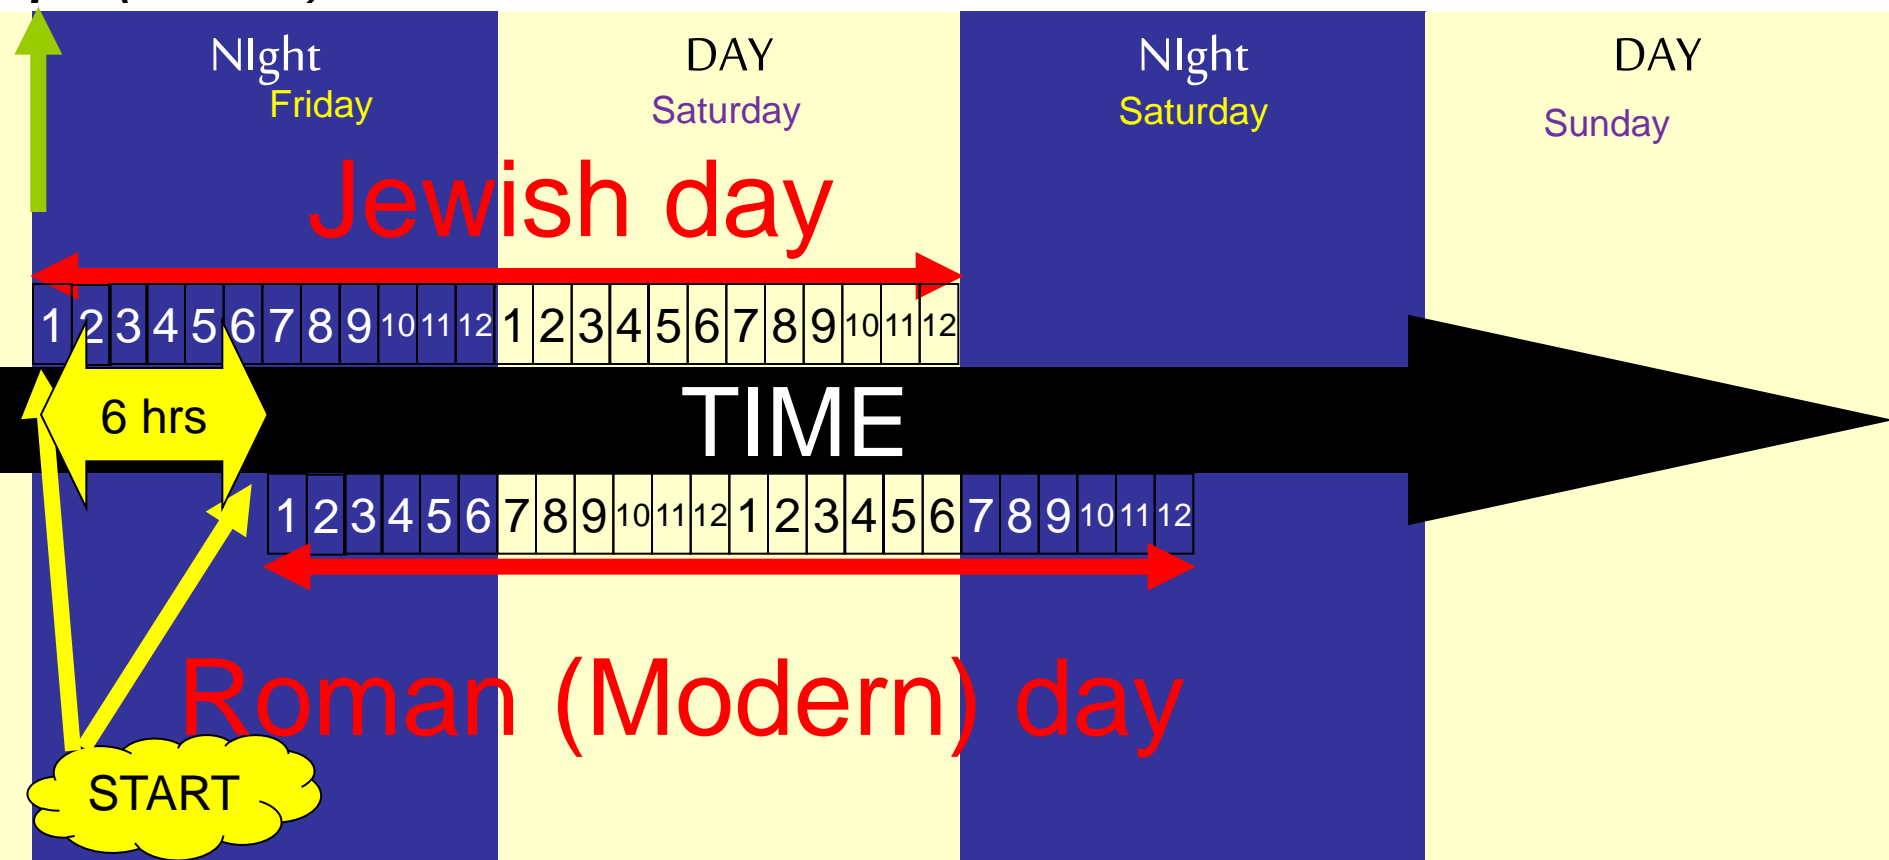 NIght DAY NIght DAY
Friday Saturday Saturday Sunday
Jewish day
1 2 3 4 5 6 7 8 9 10 11 12 1 2 3 4 5 6 7 8 9 10 11 12
6 hrs TIME
1 2 3 4 5 6 7 8 9 10 11 12 1 2 3 4 5 6 7 8 9 10 11 12
Roman (Modern) day
START